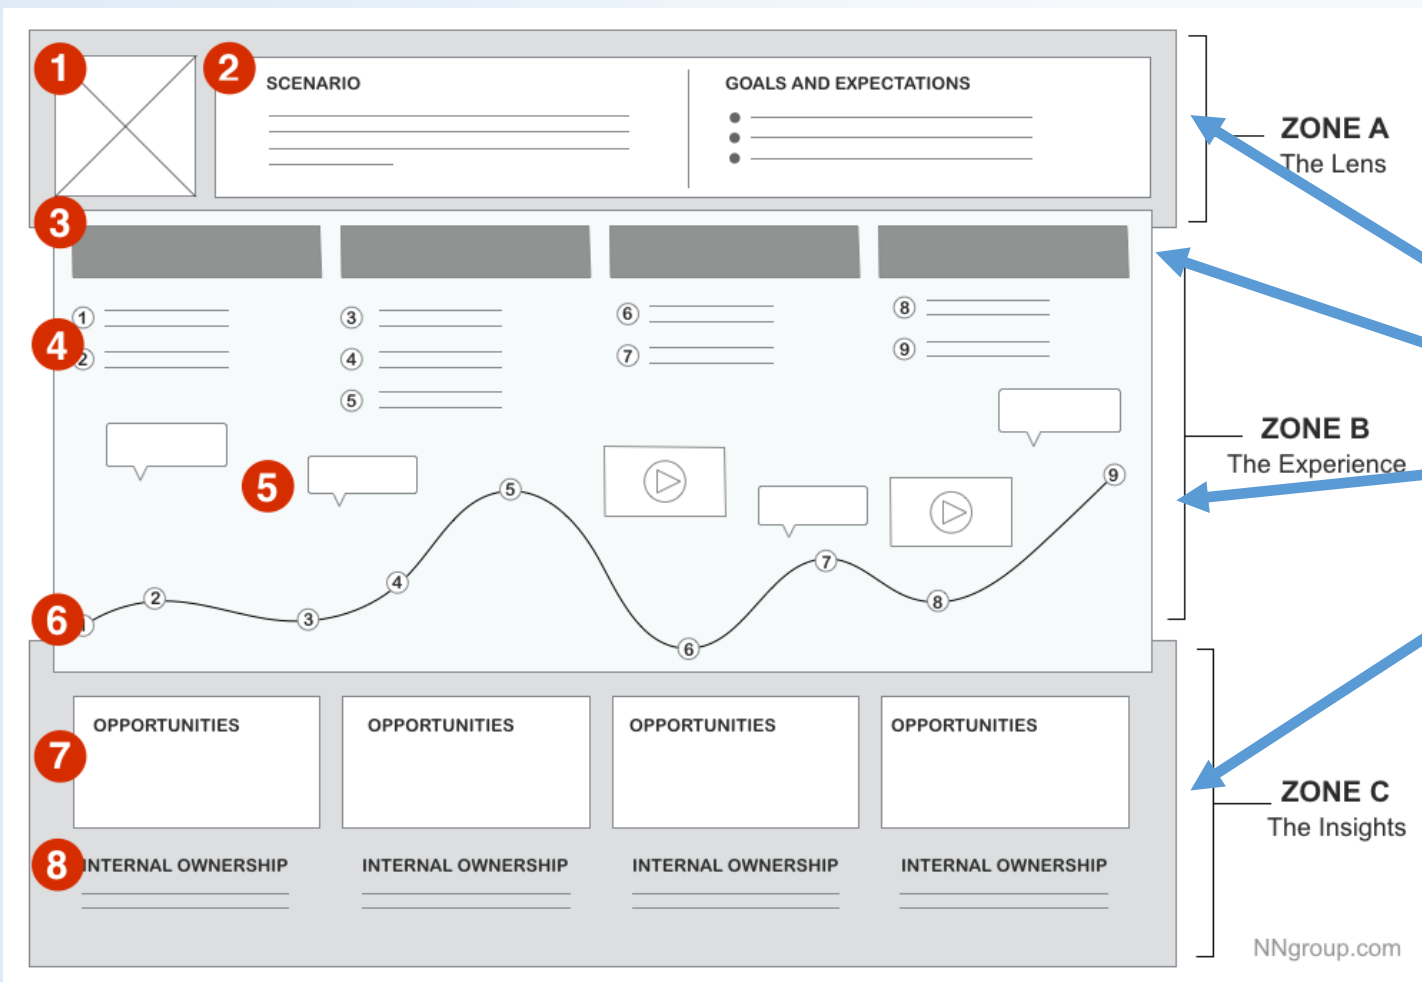 1
2
SCENARIO
GOALS AND EXPECTATIONS
ZONE A
The Lens
3
1
3
6
8
4
2
4
7
9
5
5
5
9
ZONE B
The Experience
7
4
2
8
6
1
3
6
OPPORTUNITIES
OPPORTUNITIES
OPPORTUNITIES
OPPORTUNITIES
7
ZONE C
The Insights
8
INTERNAL OWNERSHIP
INTERNAL OWNERSHIP
INTERNAL OWNERSHIP
INTERNAL OWNERSHIP
NNgroup.com